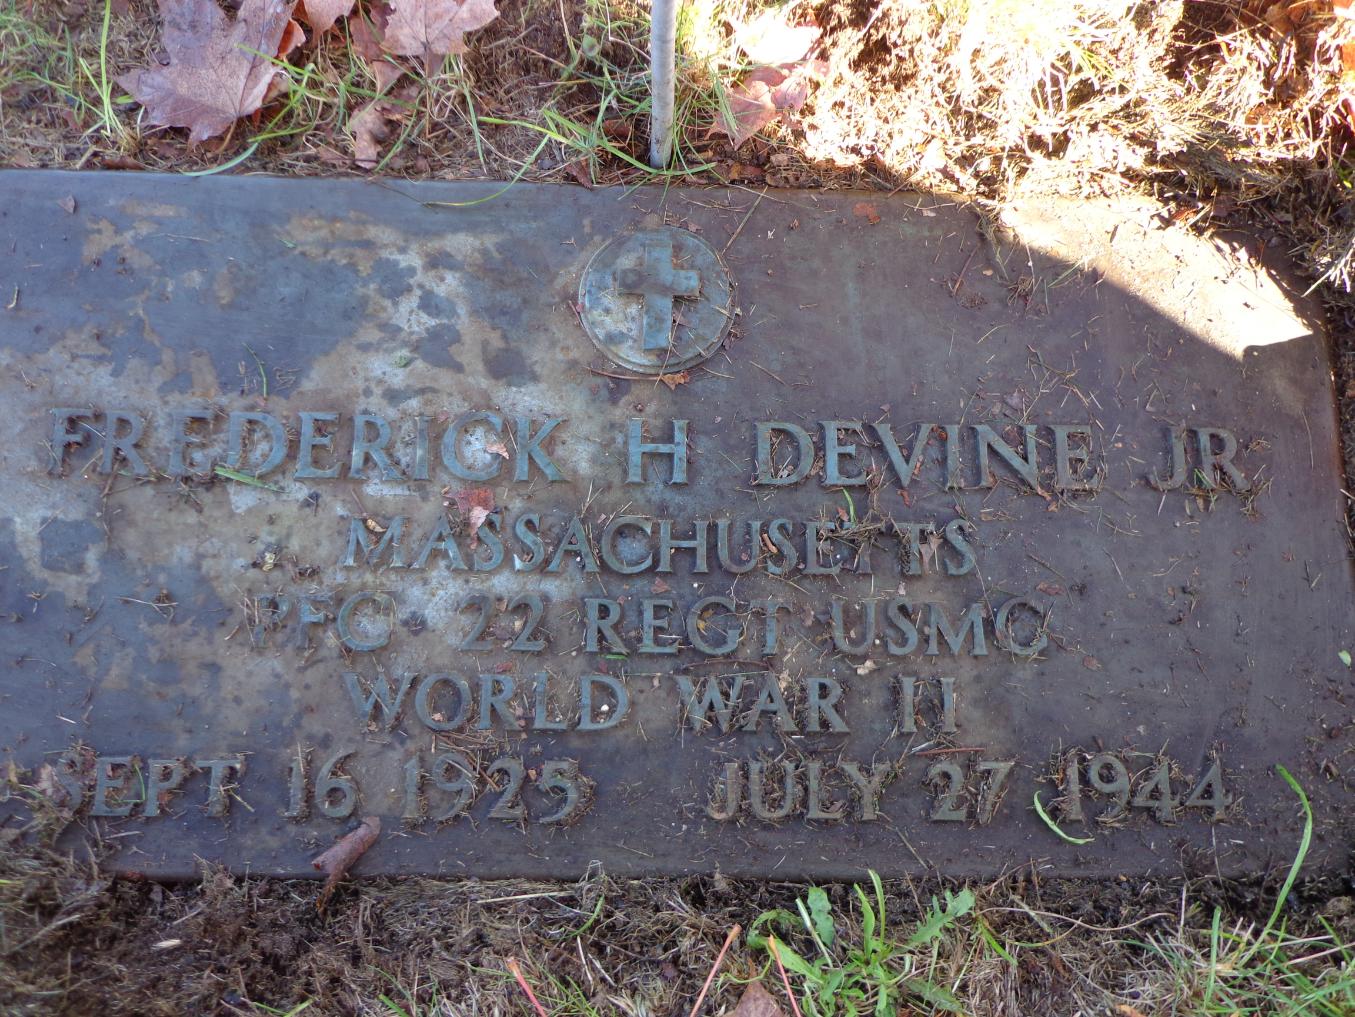 FREDERICK H DEVINE JR
MASSACHUSETTS
PFC 22 REGT USMC
WORLD WAR II
SEPT 16 1925 JULY 27 1944